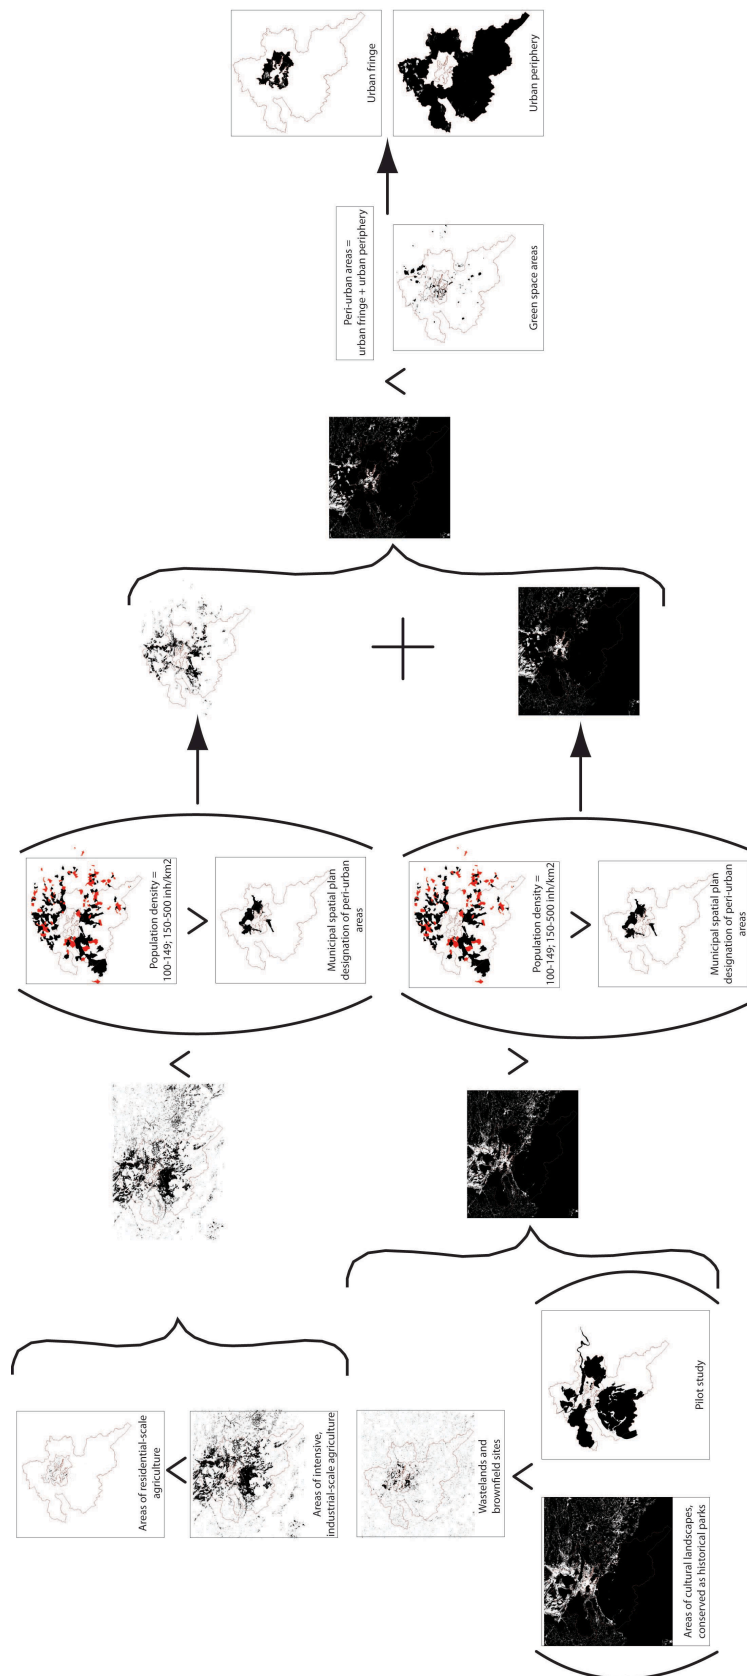 Areas of residential-scale
agriculture
Areas of intensive,
industrial-scale agriculture
Wastelands and
brownfield sites
Areas of cultural landscapes,
conserved as historical parks
Pilot study
Population density =
100-149; 150-500 inh/km2
Municipal spatial plan
designation of peri-urban
areas
Population density =
100-149; 150-500 inh/km2
Municipal spatial plan
designation of peri-urban
areas
Peri-urban areas =
urban fringe + urban periphery
Green space areas
Urban fringe
Urban periphery